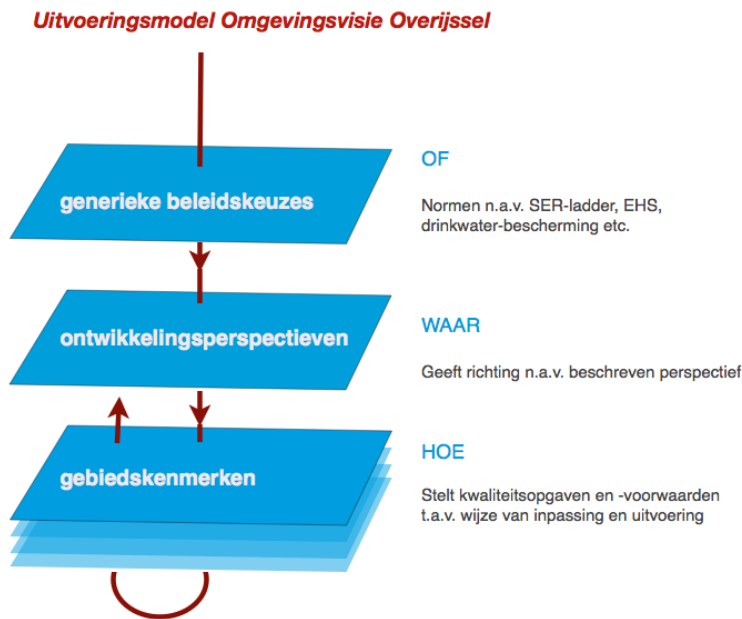 Uitvoeringsmodel Omgevingsvisie Overijssel
generieke beleidskeuzes
OF
Normen n.a.v. SER-ladder, EHS,
drinkwater-bescherming etc.
ontwikkelingsperspectieven
WAAR
Geeft richting n.a.v. beschreven perspectief
gebiedskenmerken
HOE
Stelt kwaliteitsopgaven en -voorwaarden
t.a.v. wijze van inpassing en uitvoering